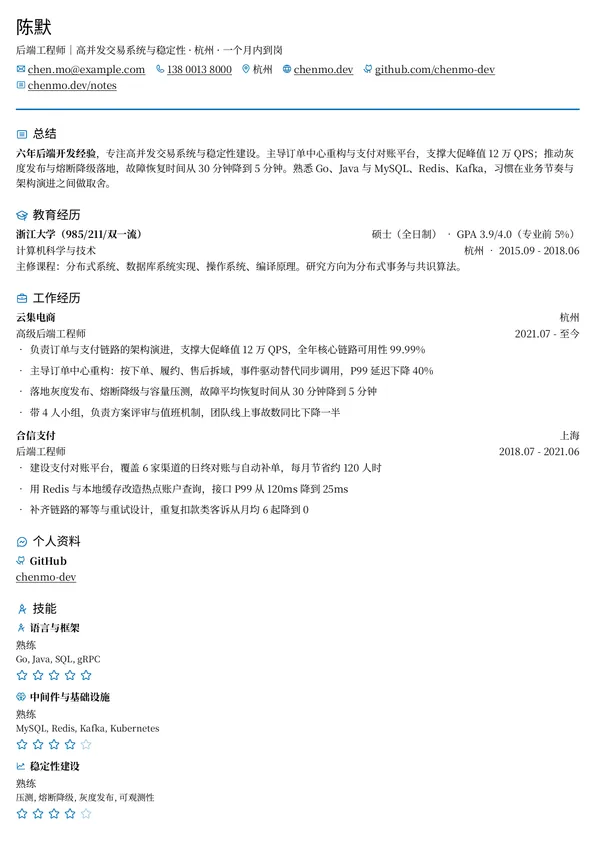 陈默
后端工程师｜高并发交易系统与稳定性 · 杭州 · 一个月内到岗
chen.mo@example.com 138 0013 8000 杭州 chenmo.dev github.com/chenmo-dev
chenmo.dev/notes
总结
六年后端开发经验，专注高并发交易系统与稳定性建设。主导订单中心重构与支付对账平台，支撑大促峰值 12 万 QPS；推动灰
度发布与熔断降级落地，故障恢复时间从 30 分钟降到 5 分钟。熟悉 Go、Java 与 MySQL、Redis、Kafka，习惯在业务节奏与
架构演进之间做取舍。
教育经历
浙江大学（985/211/双一流） 硕士（全日制） · GPA 3.9/4.0（专业前 5%）
计算机科学与技术 杭州 · 2015.09 - 2018.06
主修课程：分布式系统、数据库系统实现、操作系统、编译原理。研究方向为分布式事务与共识算法。
工作经历
云集电商 杭州
高级后端工程师 2021.07 - 至今
· 负责订单与支付链路的架构演进，支撑大促峰值 12 万 QPS，全年核心链路可用性 99.99%
· 主导订单中心重构：按下单、履约、售后拆域，事件驱动替代同步调用，P99 延迟下降 40%
· 落地灰度发布、熔断降级与容量压测，故障平均恢复时间从 30 分钟降到 5 分钟
· 带 4 人小组，负责方案评审与值班机制，团队线上事故数同比下降一半
合信支付 上海
后端工程师 2018.07 - 2021.06
· 建设支付对账平台，覆盖 6 家渠道的日终对账与自动补单，每月节省约 120 人时
· 用 Redis 与本地缓存改造热点账户查询，接口 P99 从 120ms 降到 25ms
· 补齐链路的幂等与重试设计，重复扣款类客诉从月均 6 起降到 0
个人资料
GitHub
chenmo-dev
技能
语言与框架
熟练
Go, Java, SQL, gRPC
中间件与基础设施
熟练
MySQL, Redis, Kafka, Kubernetes
稳定性建设
熟练
压测, 熔断降级, 灰度发布, 可观测性